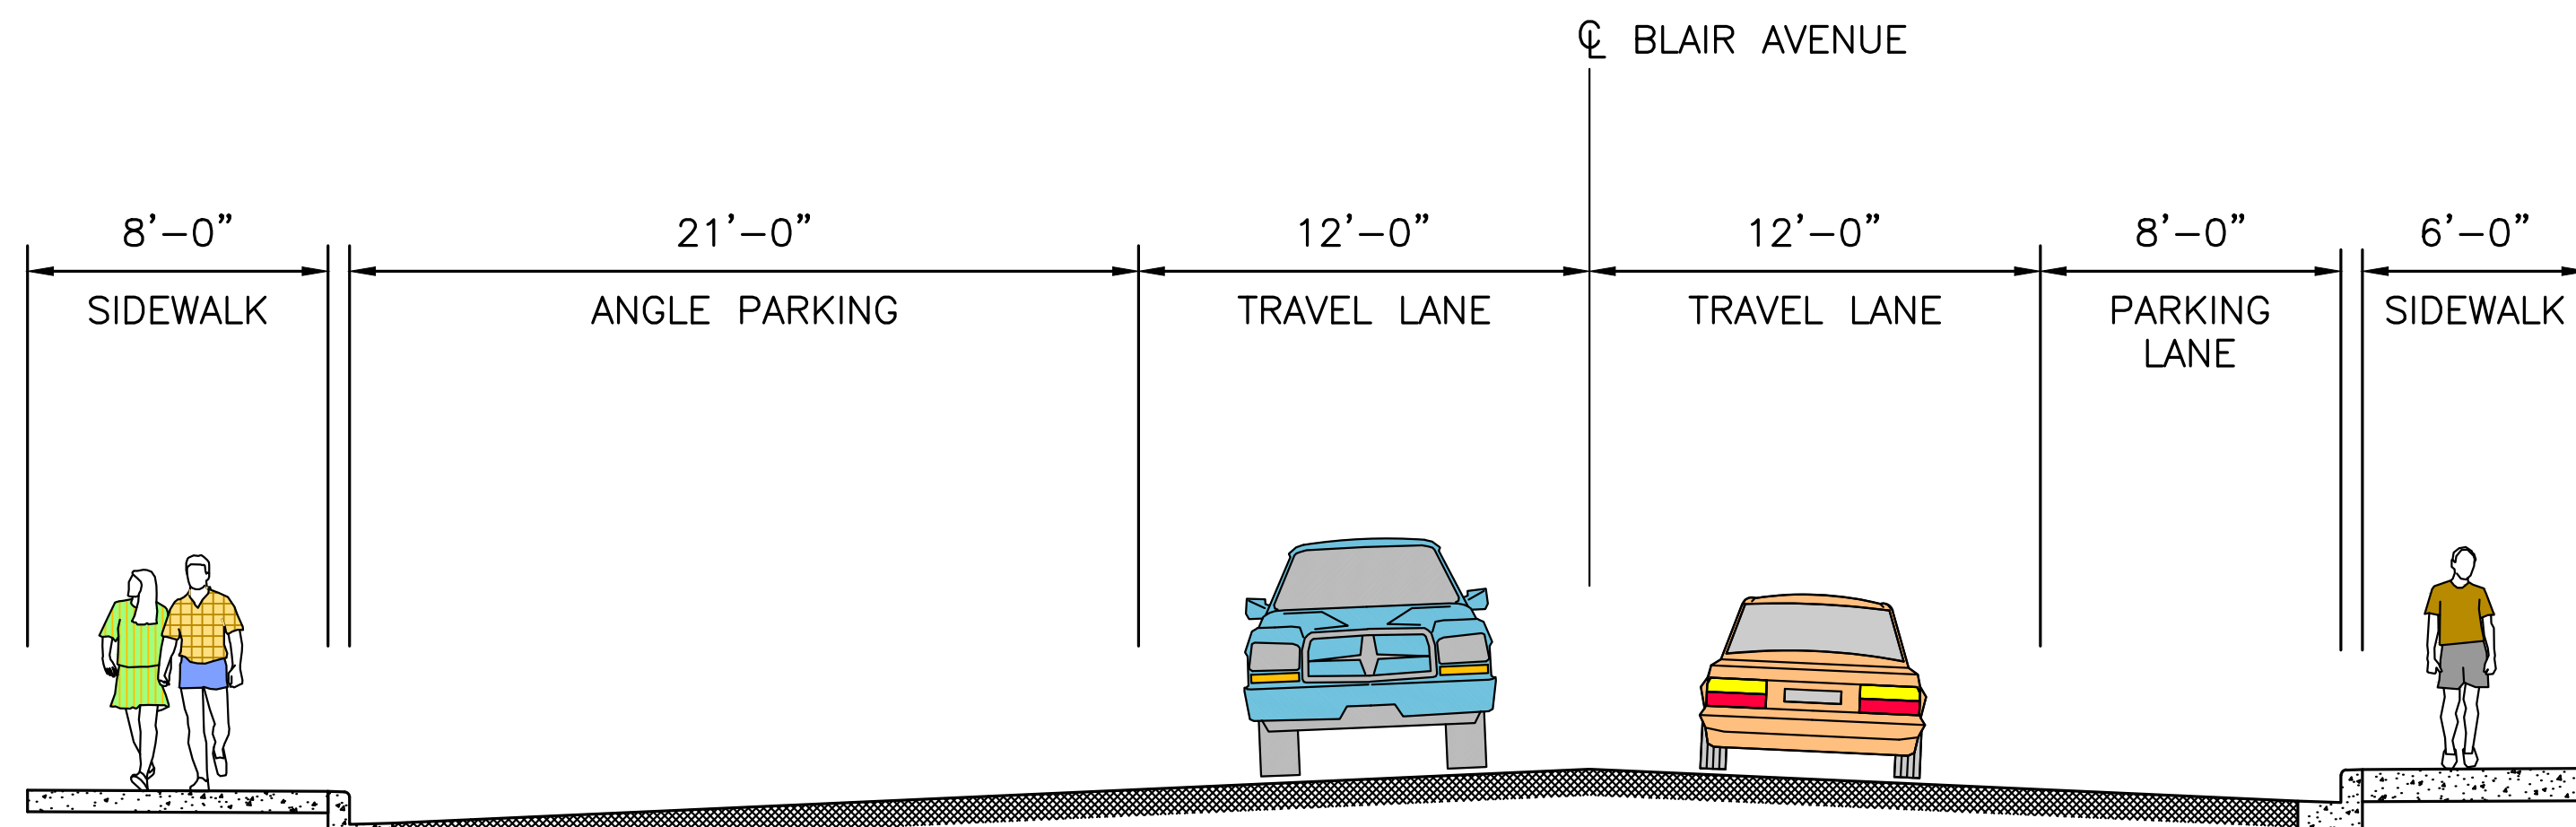 ℄ BLAIR AVENUE
8'-0" 21'-0" 12'-0" 12'-0" 8'-0" 6'-0"
SIDEWALK ANGLE PARKING TRAVEL LANE TRAVEL LANE PARKING SIDEWALK
LANE